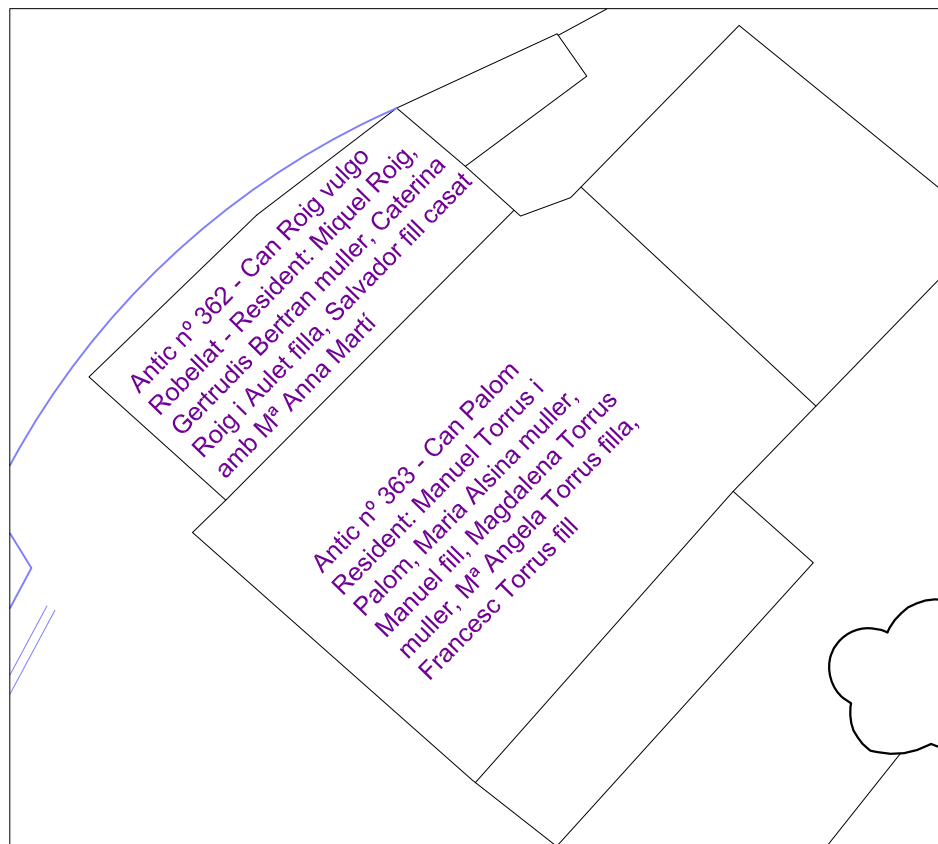 Antic nº 362 - Can Roig vulgo
Robellat - Resident: Miquel Roig,
Gertrudis Bertran muller, Caterina
Roig i Aulet filla, Salvador fill casat
amb Mª Anna Martí
Antic nº 363 - Can Palom
Resident: Manuel Torrus i
Palom, Maria Alsina muller,
Manuel fill, Magdalena Torrus
muller, Mª Angela Torrus filla,
Francesc Torrus fill